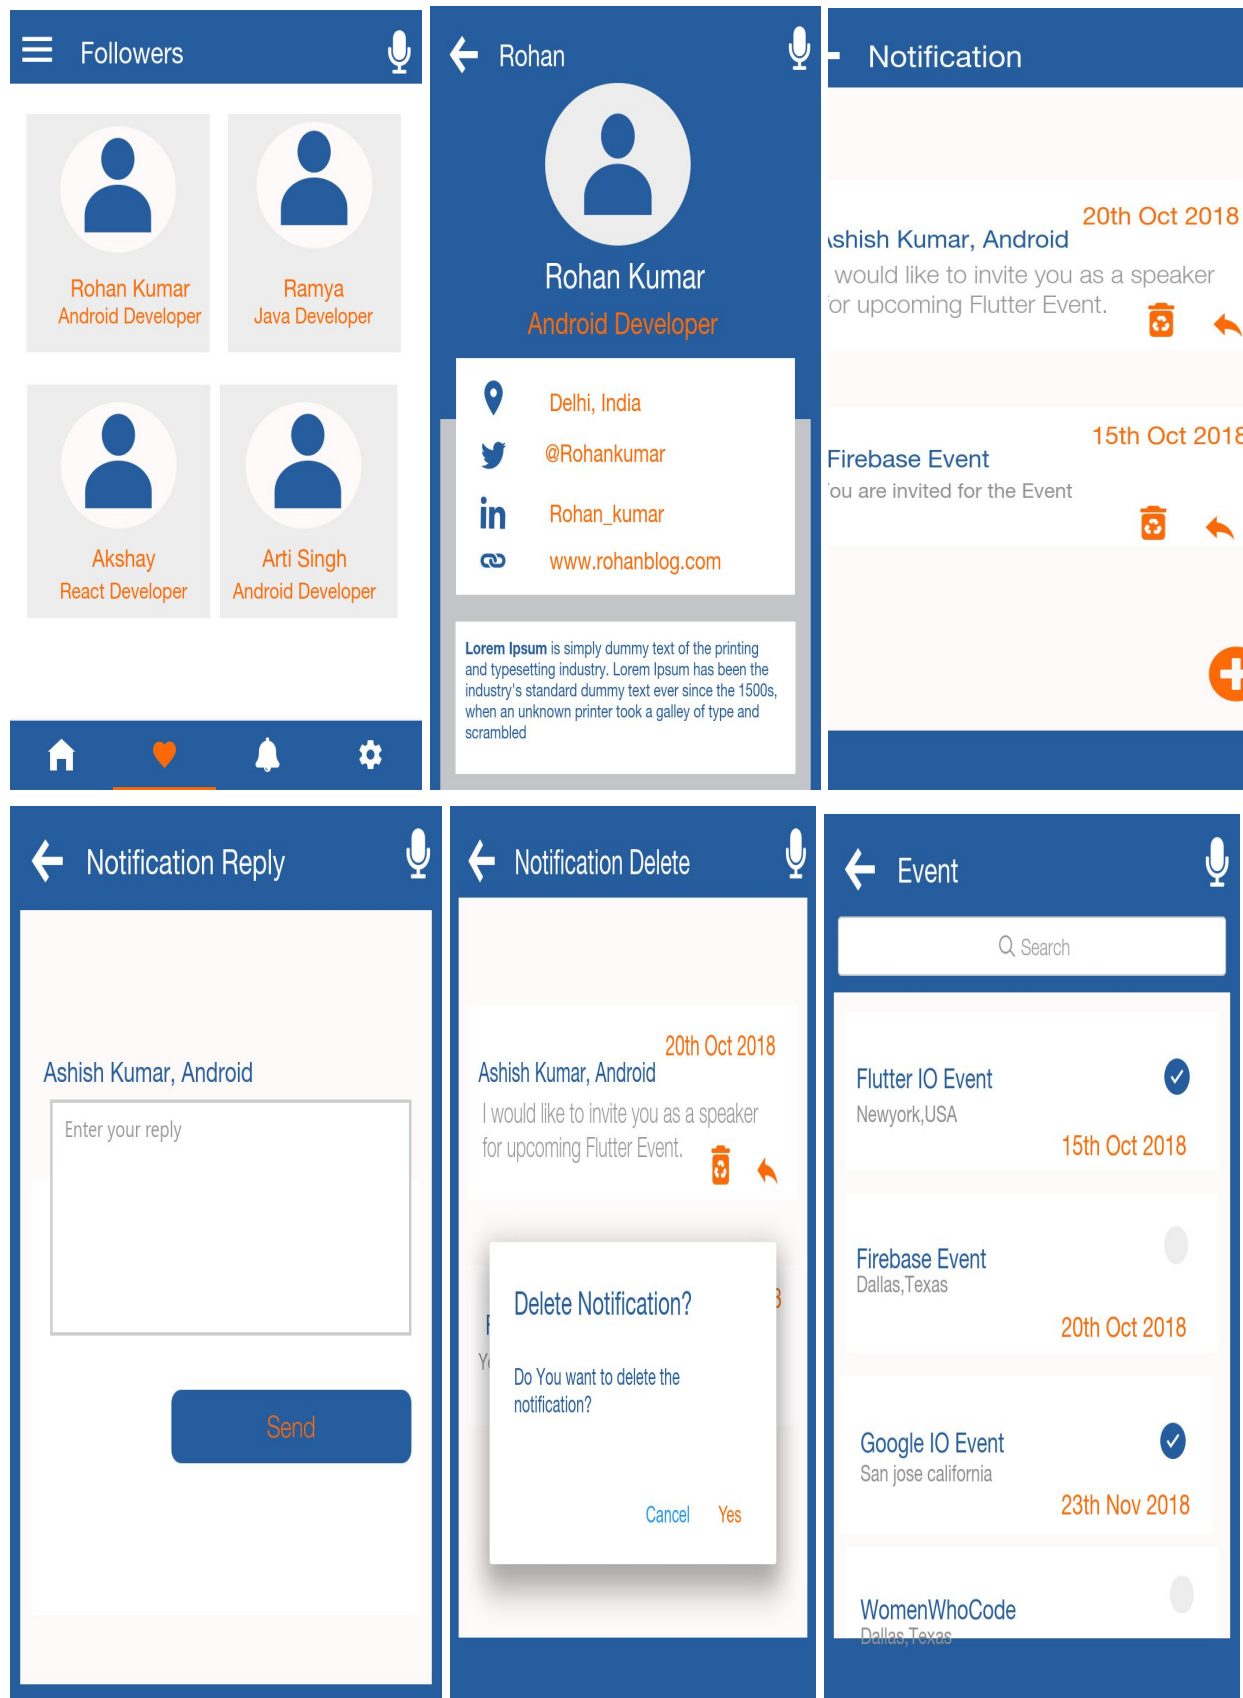 Followers
Rohan Kumar
Android Developer
Ramya
Java Developer
Akshay
React Developer
Arti Singh
Android Developer
Rohan
Rohan Kumar
Android Developer
Delhi, India
@Rohankumar
in Rohan_kumar
www.rohanblog.com
Lorem Ipsum is simply dummy text of the printing
and typesetting industry. Lorem Ipsum has been the
industry's standard dummy text ever since the 1500s,
when an unknown printer took a galley of type and
scrambled
Notification
20th Oct 2018
shish Kumar, Android
would like to invite you as a speaker
or upcoming Flutter Event.
15th Oct 2018
Firebase Event
ou are invited for the Event
Notification Reply
Ashish Kumar, Android
Enter your reply
Send
Notification Delete
20th Oct 2018
Ashish Kumar, Android
I would like to invite you as a speaker
for upcoming Flutter Event.
Delete Notification?
Do You want to delete the
notification?
Cancel Yes
Event
Search
Flutter IO Event
Newyork,USA
15th Oct 2018
Firebase Event
Dallas,Texas
20th Oct 2018
Google IO Event
San jose california
23th Nov 2018
WomenWhoCode
Dallas,Texas